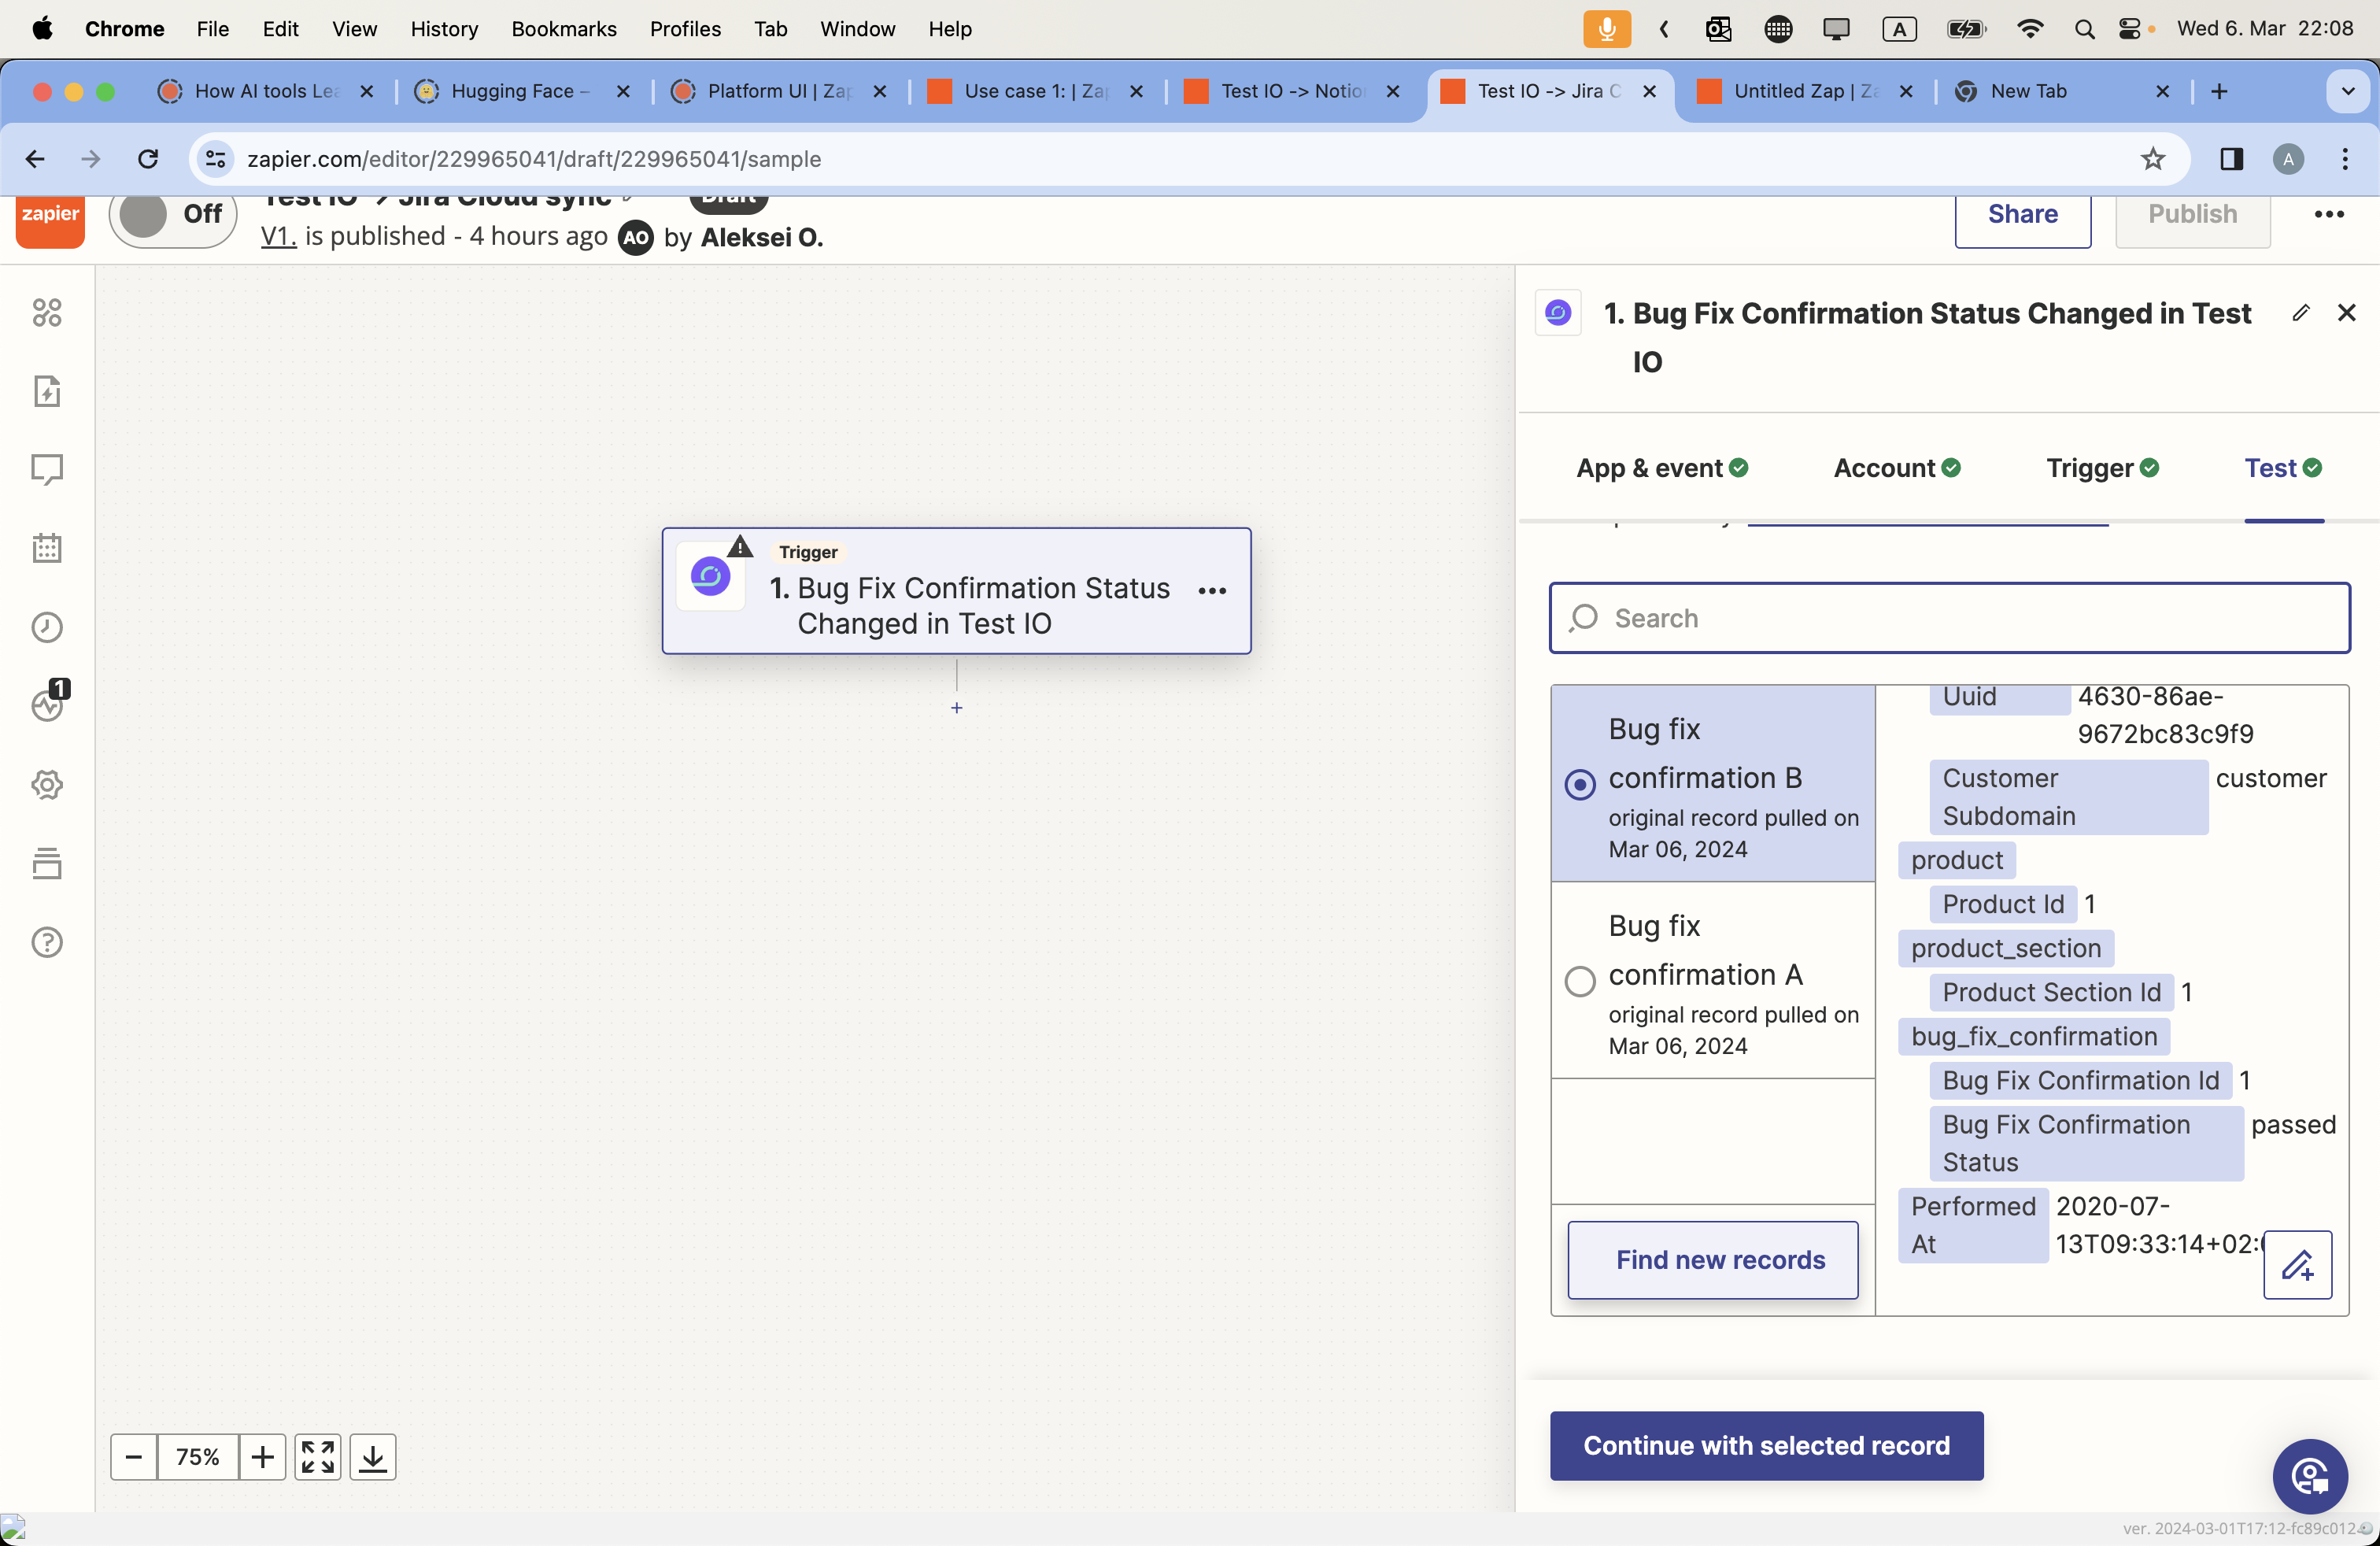 Chrome File Edit View History Bookmarks Profiles Tab Window Help A Wed 6. Mar 22:08
How AI tools Lea Hugging Face – Platform UI | Zap Use case 1: | Zap Test IO -> Notion Test IO -> Jira C Untitled Zap | Za New Tab
zapier.com/editor/229965041/draft/229965041/sample A
zapier Off Test IO -> Jira Cloud sync Draft Share Publish
V1. is published - 4 hours ago AO by Aleksei O.
1. Bug Fix Confirmation Status Changed in Test
IO
App & event Account Trigger Test
Trigger
1. Bug Fix Confirmation Status
Changed in Test IO
Search
1
Bug fix
confirmation B
original record pulled on
Mar 06, 2024
Bug fix
confirmation A
original record pulled on
Mar 06, 2024
Find new records
Uuid 4630-86ae-
9672bc83c9f9
Customer customer
Subdomain
product
Product Id 1
product_section
Product Section Id 1
bug_fix_confirmation
Bug Fix Confirmation Id 1
Bug Fix Confirmation passed
Status
Performed 2020-07-
At 13T09:33:14+02:
75%
Continue with selected record
ver. 2024-03-01T17:12-fc89c012